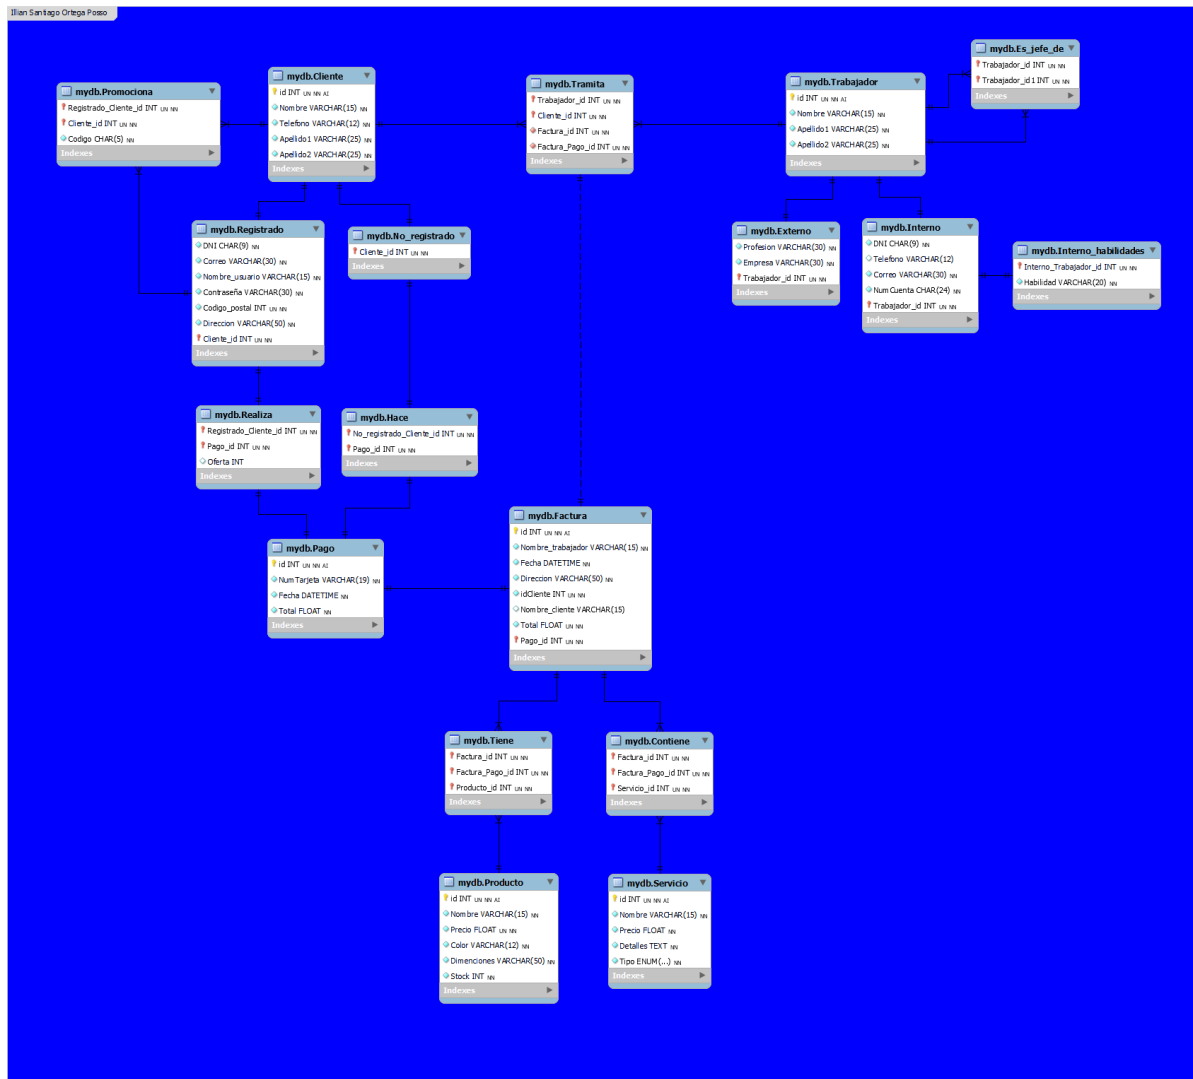 Illian Santiago Ortega Posso
mydb.Promociona
Registrado_Cliente_id INT UN NN
Cliente_id INT UN NN
Codigo CHAR(5) NN
Indexes
mydb.Cliente
id INT UN NN AI
Nombre VARCHAR(15) NN
Telefono VARCHAR(12) NN
Apellido1 VARCHAR(25) NN
Apellido2 VARCHAR(25) NN
Indexes
mydb.Tramita
Trabajador_id INT UN NN
Cliente_id INT UN NN
Factura_id INT UN NN
Factura_Pago_id INT UN NN
Indexes
mydb.Trabajador
id INT UN NN AI
Nombre VARCHAR(15) NN
Apellido1 VARCHAR(25) NN
Apellido2 VARCHAR(25) NN
Indexes
mydb.Es_jefe_de
Trabajador_id INT UN NN
Trabajador_id1 INT UN NN
Indexes
mydb.Registrado
DNI CHAR(9) NN
Correo VARCHAR(30) NN
Nombre_usuario VARCHAR(15) NN
Contraseña VARCHAR(30) NN
Codigo_postal INT UN NN
Direccion VARCHAR(50) NN
Cliente_id INT UN NN
Indexes
mydb.No_registrado
Cliente_id INT UN NN
Indexes
mydb.Externo
Profesion VARCHAR(30) NN
Empresa VARCHAR(30) NN
Trabajador_id INT UN NN
Indexes
mydb.Interno
DNI CHAR(9) NN
Telefono VARCHAR(12)
Correo VARCHAR(30) NN
NumCuenta CHAR(24) NN
Trabajador_id INT UN NN
Indexes
mydb.Interno_habilidades
Interno_Trabajador_id INT UN NN
Habilidad VARCHAR(20) NN
Indexes
mydb.Realiza
Registrado_Cliente_id INT UN NN
Pago_id INT UN NN
Oferta INT
Indexes
mydb.Hace
No_registrado_Cliente_id INT UN NN
Pago_id INT UN NN
Indexes
mydb.Pago
id INT UN NN AI
NumTarjeta VARCHAR(19) NN
Fecha DATETIME NN
Total FLOAT NN
Indexes
mydb.Factura
id INT UN NN AI
Nombre_trabajador VARCHAR(15) NN
Fecha DATETIME NN
Direccion VARCHAR(50) NN
idCliente INT UN NN
Nombre_cliente VARCHAR(15)
Total FLOAT UN NN
Pago_id INT UN NN
Indexes
mydb.Tiene
Factura_id INT UN NN
Factura_Pago_id INT UN NN
Producto_id INT UN NN
Indexes
mydb.Contiene
Factura_id INT UN NN
Factura_Pago_id INT UN NN
Servicio_id INT UN NN
Indexes
mydb.Producto
id INT UN NN AI
Nombre VARCHAR(15) NN
Precio FLOAT UN NN
Color VARCHAR(12) NN
Dimenciones VARCHAR(50) NN
Stock INT NN
Indexes
mydb.Servicio
id INT UN NN AI
Nombre VARCHAR(15) NN
Precio FLOAT NN
Detalles TEXT NN
Tipo ENUM(...) NN
Indexes